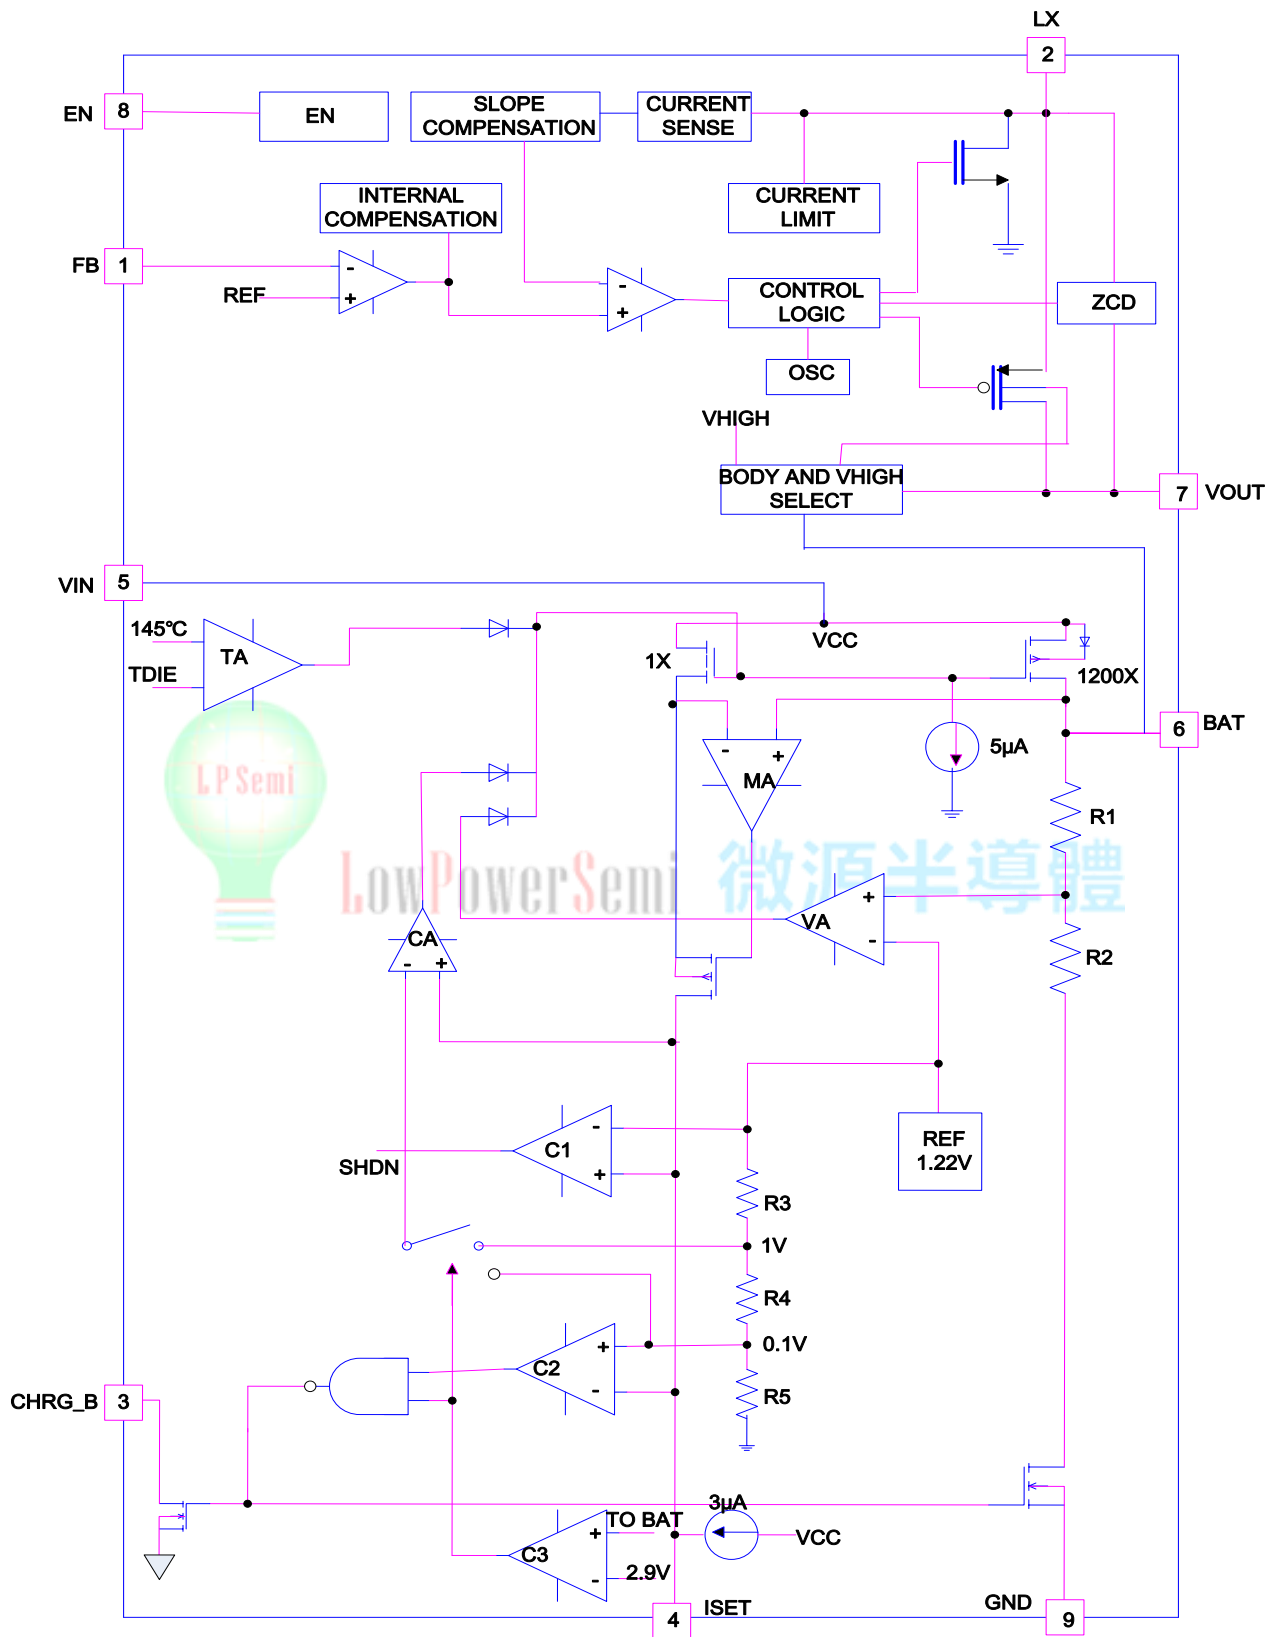 LX
2
EN
8
EN
SLOPE
COMPENSATION
CURRENT
SENSE
INTERNAL
COMPENSATION
CURRENT
LIMIT
FB
1
-
REF
+
-
+
CONTROL
LOGIC
ZCD
OSC
VHIGH
BODY AND VHIGH
SELECT
7
VOUT
VIN
5
145℃
TA
TDIE
VCC
1X
1200X
6
BAT
-
+
MA
5µA
LPSemi
R1
LowPowerSemi
微源半導體
+
VA
-
CA
-
+
R2
C1
-
+
SHDN
REF
1.22V
R3
1V
R4
+
C2
-
0.1V
R5
CHRG_B
3
3µA
TO BAT
+
C3
-
2.9V
VCC
4
ISET
GND
9